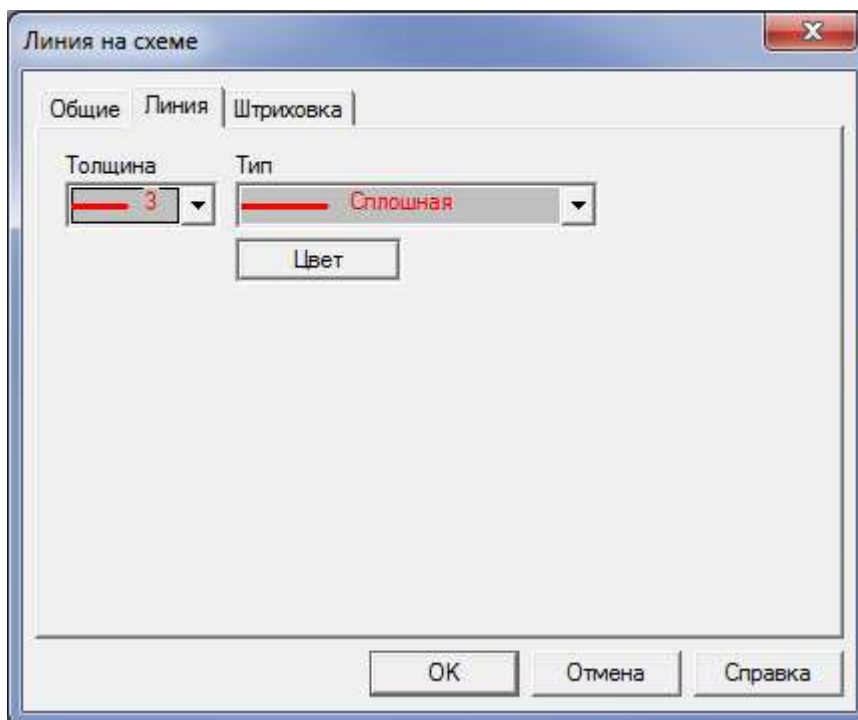 Линия на схеме
Общие Линия Штриховка
Толщина Тип
3 Сплошная
Цвет
OK Отмена Справка